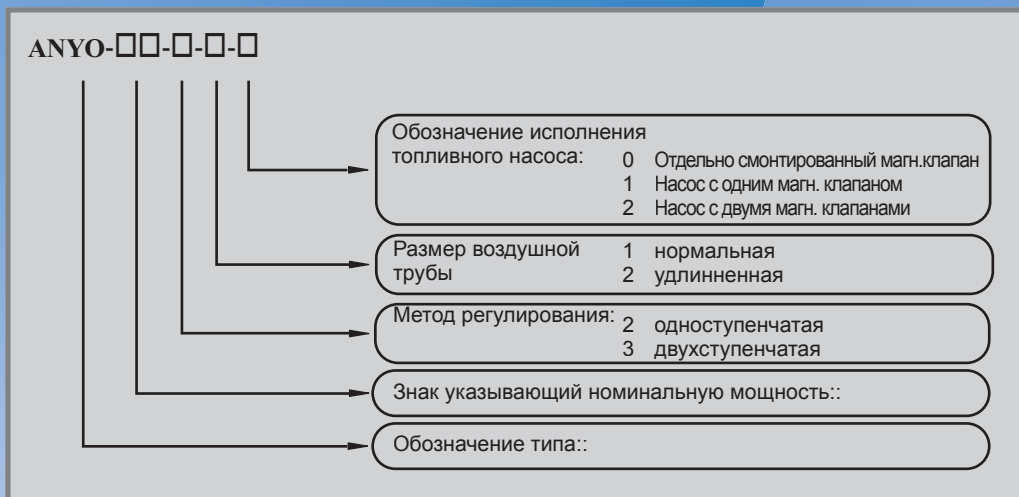 ANYO-□□-□-□-□
Обозначение исполнения
топливного насоса:
0 Отдельно смонтированный магн.клапан
1 Насос с одним магн. клапаном
2 Насос с двумя магн. клапанами
Размер воздушной
трубы
1 нормальная
2 удлинненная
Метод регулирования:
2 одноступенчатая
3 двухступенчатая
Знак указывающий номинальную мощность::
Обозначение типа::